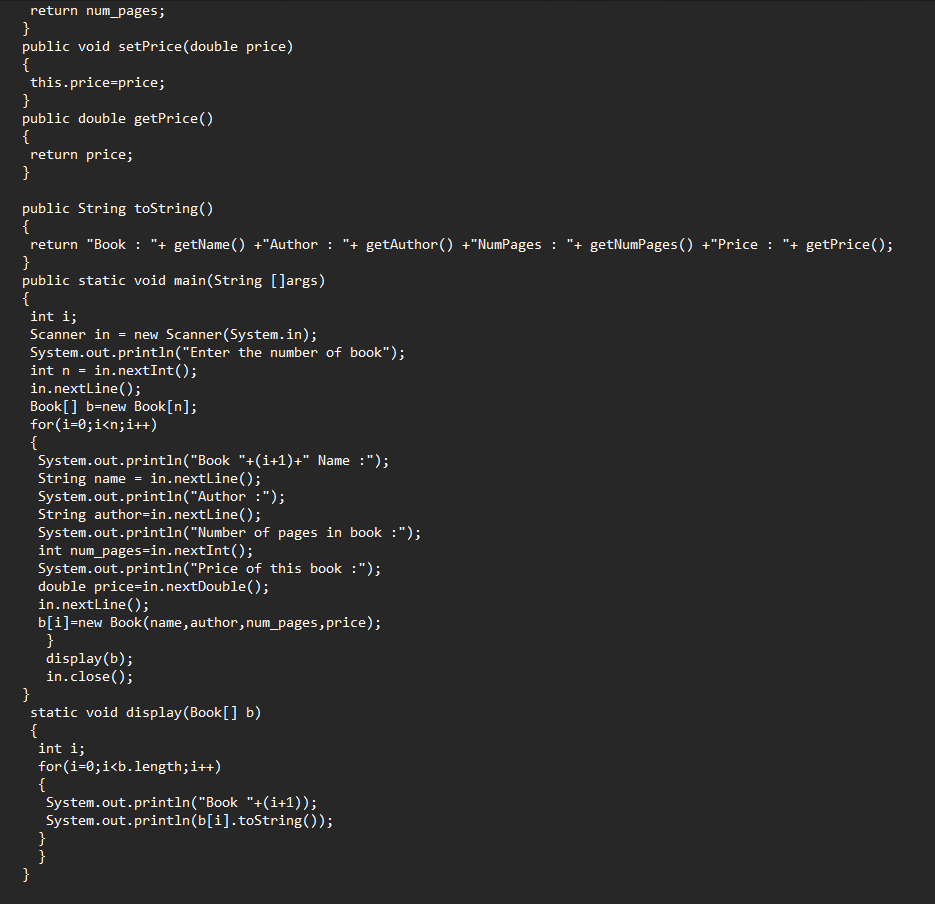 return num_pages;
}
public void setPrice(double price)
{
this.price=price;
}
public double getPrice()
{
return price;
}
public String toString()
{
return "Book : "+ getName() +"Author : "+ getAuthor() +"NumPages : "+ getNumPages() +"Price : "+ getPrice();
}
public static void main(String []args)
{
int i;
Scanner in = new Scanner(System.in);
System.out.println("Enter the number of book");
int n = in.nextInt();
in.nextLine();
Book[] b=new Book[n];
for(i=0;i<n;i++)
{
System.out.println("Book "+(i+1)+" Name :");
String name = in.nextLine();
System.out.println("Author :");
String author=in.nextLine();
System.out.println("Number of pages in book :");
int num_pages=in.nextInt();
System.out.println("Price of this book :");
double price=in.nextDouble();
in.nextLine();
b[i]=new Book(name,author,num_pages,price);
}
display(b);
in.close();
}
static void display(Book[] b)
{
int i;
for(i=0;i<b.length;i++)
{
System.out.println("Book "+(i+1));
System.out.println(b[i].toString());
}
}
}